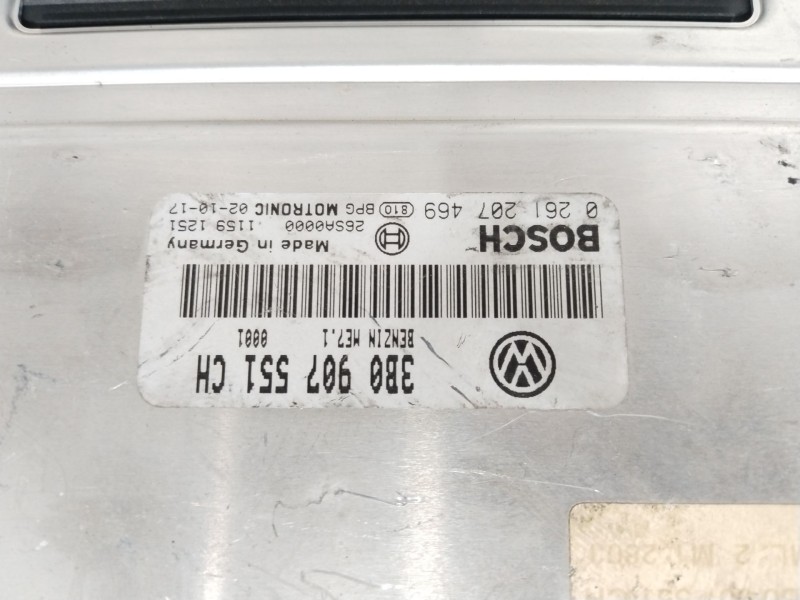 3B0 907 551 CH
BENZIN ME7.1 0001
BOSCH
Made in Germany
26SA0000 1159 1251
0 261 207 469 810 BPG MOTRONIC 02-10-17